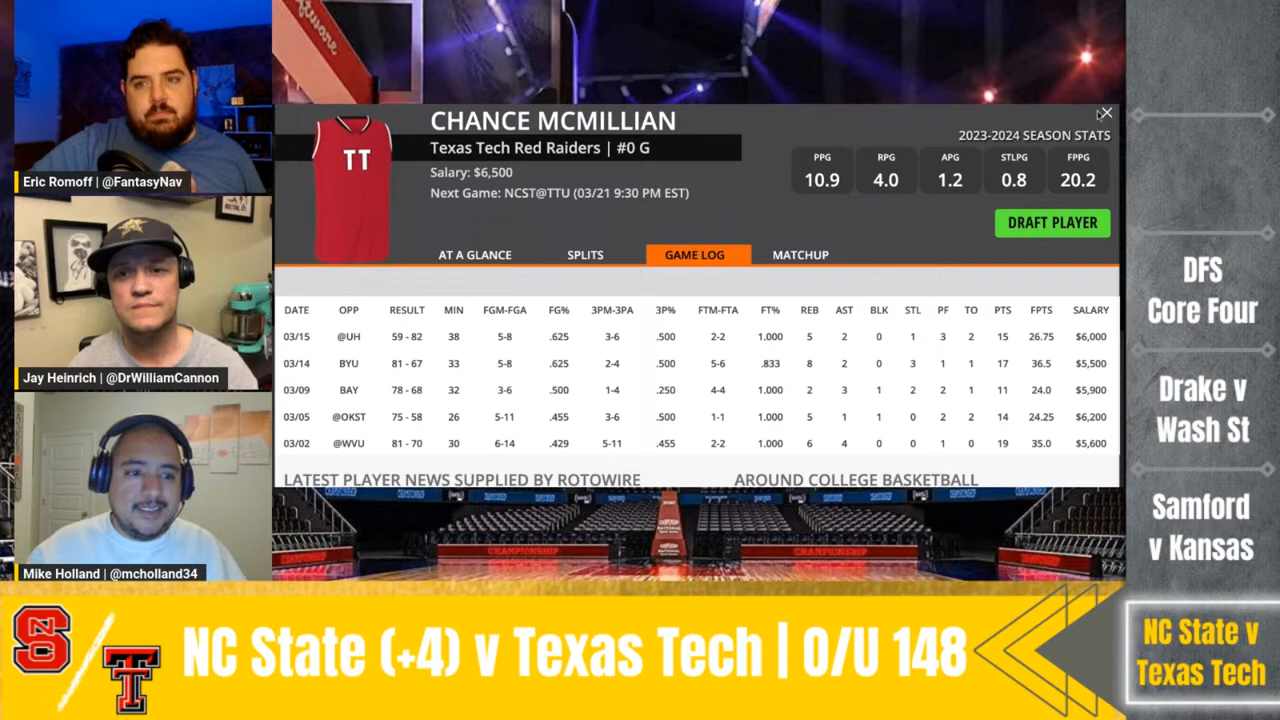 Eric Romoff | @FantasyNav
Jay Heinrich | @DrWilliamCannon
Mike Holland | @mcholland34
TT
CHANCE MCMILLIAN
Texas Tech Red Raiders | #0 G
Salary: $6,500
Next Game: NCST@TTU (03/21 9:30 PM EST)
2023-2024 SEASON STATS
PPG RPG APG STLPG FPPG
10.9 4.0 1.2 0.8 20.2
DRAFT PLAYER
AT A GLANCE SPLITS GAME LOG MATCHUP
DATE OPP RESULT MIN FGM-FGA FG% 3PM-3PA 3P% FTM-FTA FT% REB AST BLK STL PF TO PTS FPTS SALARY
03/15 @UH 59 - 82 38 5-8 .625 3-6 .500 2-2 1.000 5 2 0 1 3 2 15 26.75 $6,000
03/14 BYU 81 - 67 33 5-8 .625 2-4 .500 5-6 .833 8 2 0 3 1 1 17 36.5 $5,500
03/09 BAY 78 - 68 32 3-6 .500 1-4 .250 4-4 1.000 2 3 1 2 2 1 11 24.0 $5,900
03/05 @OKST 75 - 58 26 5-11 .455 3-6 .500 1-1 1.000 5 1 1 0 2 2 14 24.25 $6,200
03/02 @WVU 81 - 70 30 6-14 .429 5-11 .455 2-2 1.000 6 4 0 0 1 0 19 35.0 $5,600
LATEST PLAYER NEWS SUPPLIED BY ROTOWIRE AROUND COLLEGE BASKETBALL
CHAMPIONSHIP CHAMPIONSHIP
DFS
Core Four
Drake v
Wash St
Samford
v Kansas
NC State v
Texas Tech
NC State (+4) v Texas Tech | O/U 148